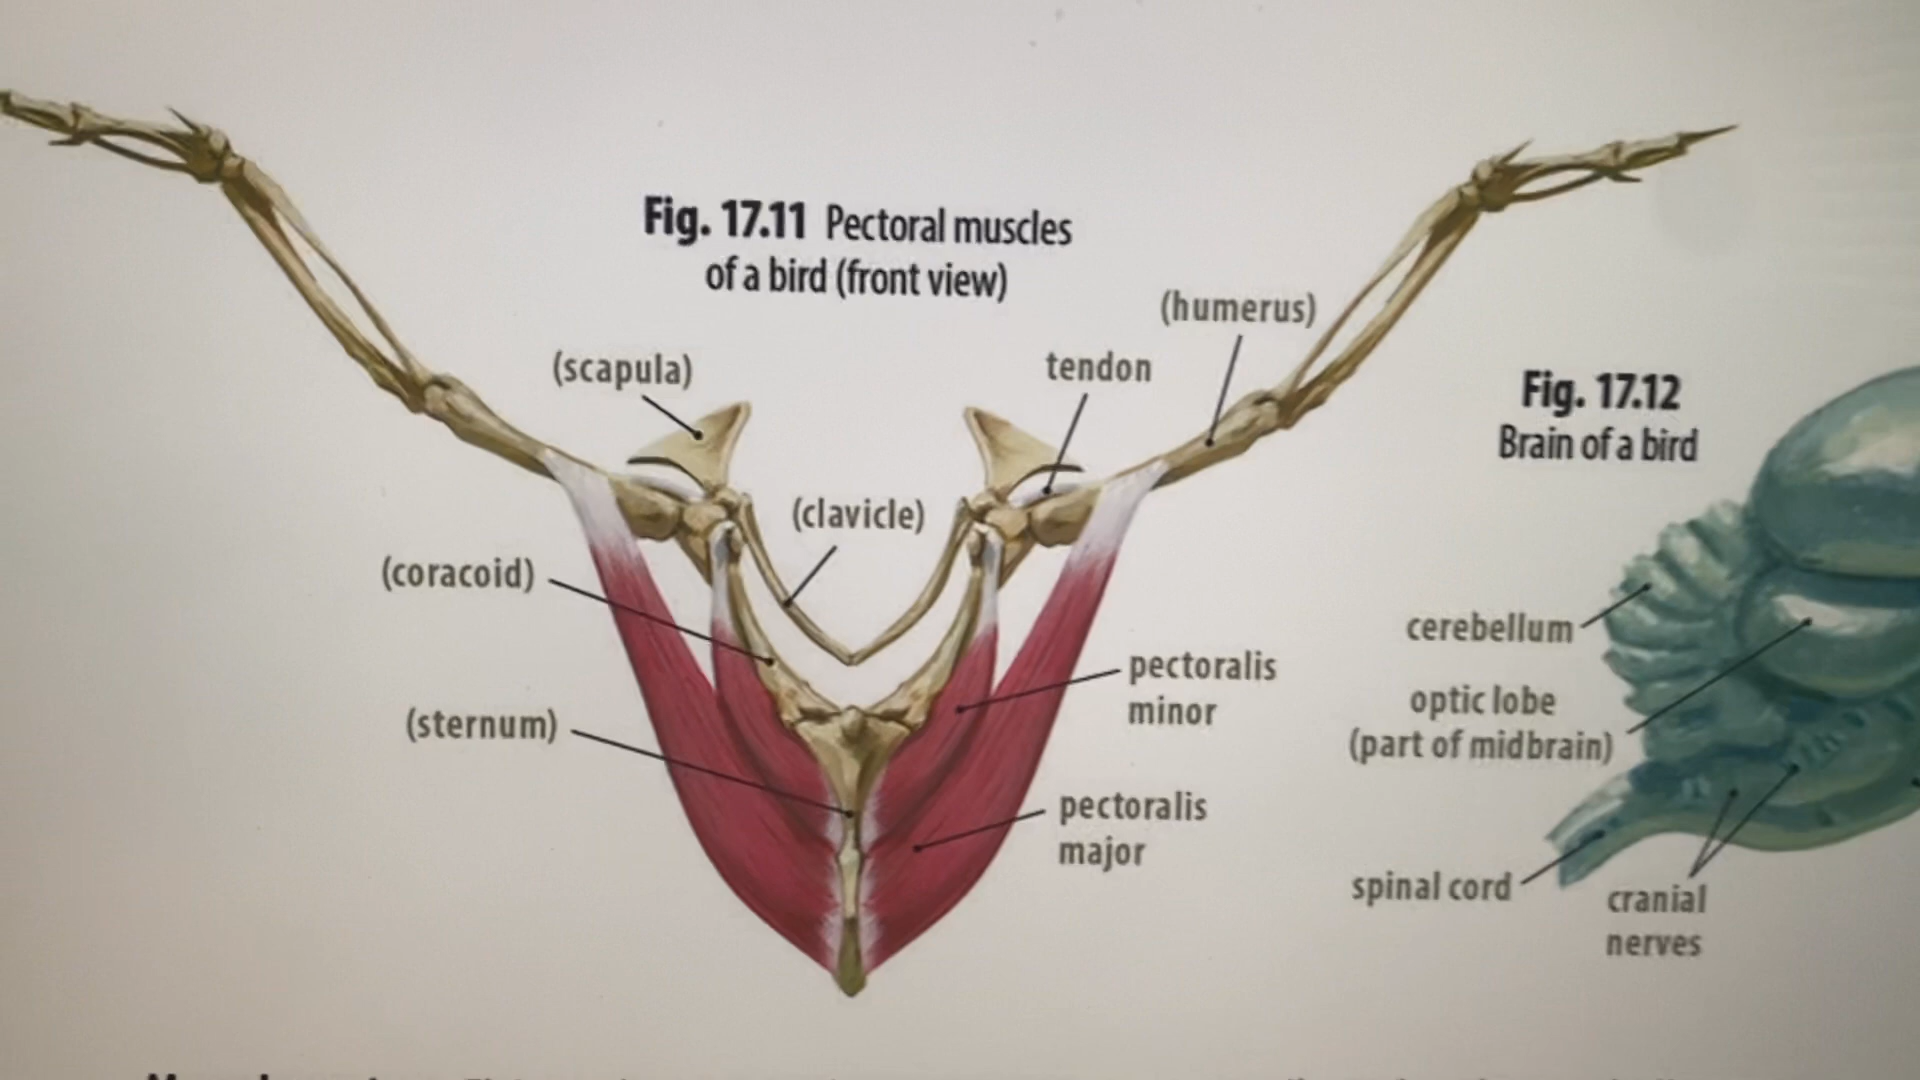 Fig. 17.11 Pectoral muscles
of a bird (front view)
(humerus)
(scapula)
tendon
(clavicle)
(coracoid)
pectoralis
minor
(sternum)
pectoralis
major
Fig. 17.12
Brain of a bird
cerebellum
optic lobe
(part of midbrain)
spinal cord
cranial
nerves